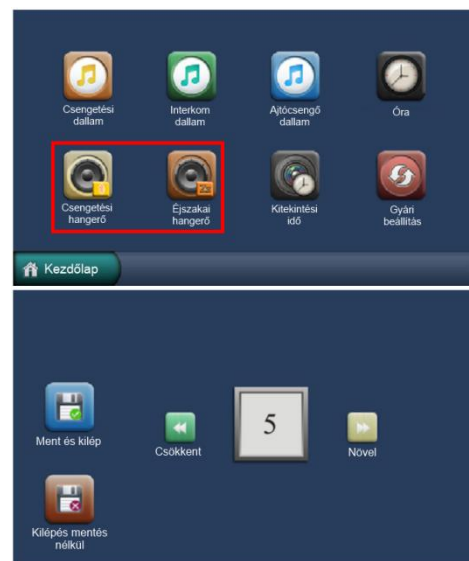 Csengetési
dallam
Interkom
dallam
Ajtócsengő
dallam
Óra
Csengetési
hangerő
Éjszakai
hangerő
Kitekintési
idő
Gyári
beállítás
Kezdőlap
Ment és kilép
Csökkent
5
Növel
Kilépés mentés
nélkül